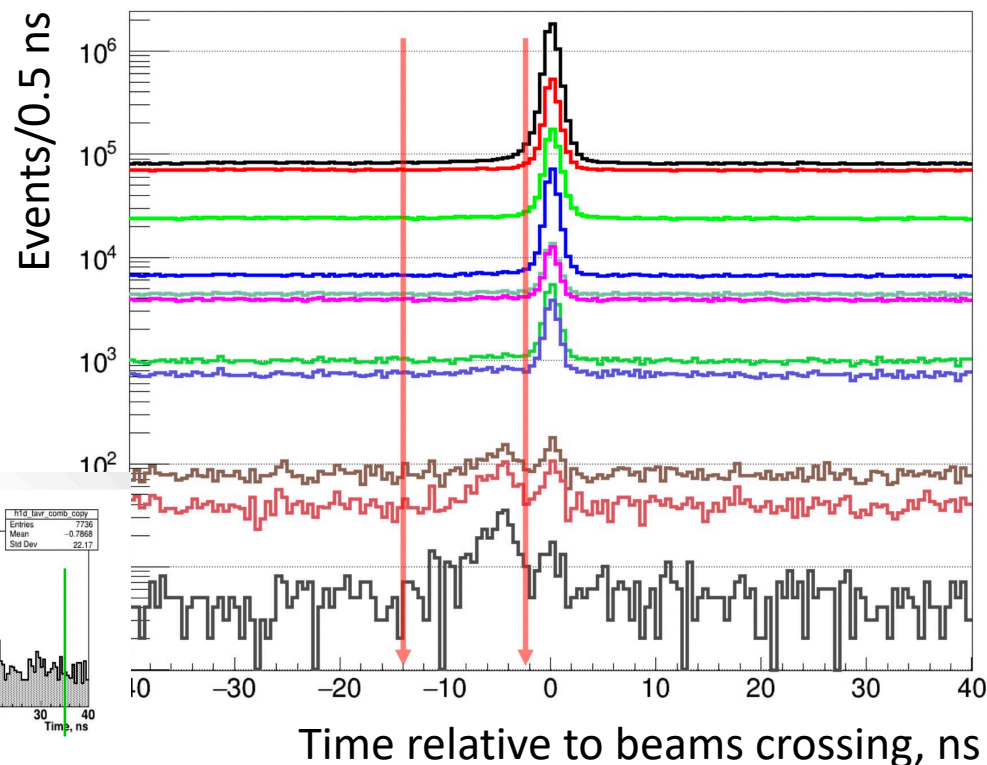 Events/0.5 ns
10⁶
10⁵
10⁴
10³
10²
h1d_tavr_comb_copy
Entries 7736
Mean −0.7868
Std Dev 22.17
40 −30 −20 −10 0 10 20 30 40
30 40
Time, ns
Time relative to beams crossing, ns